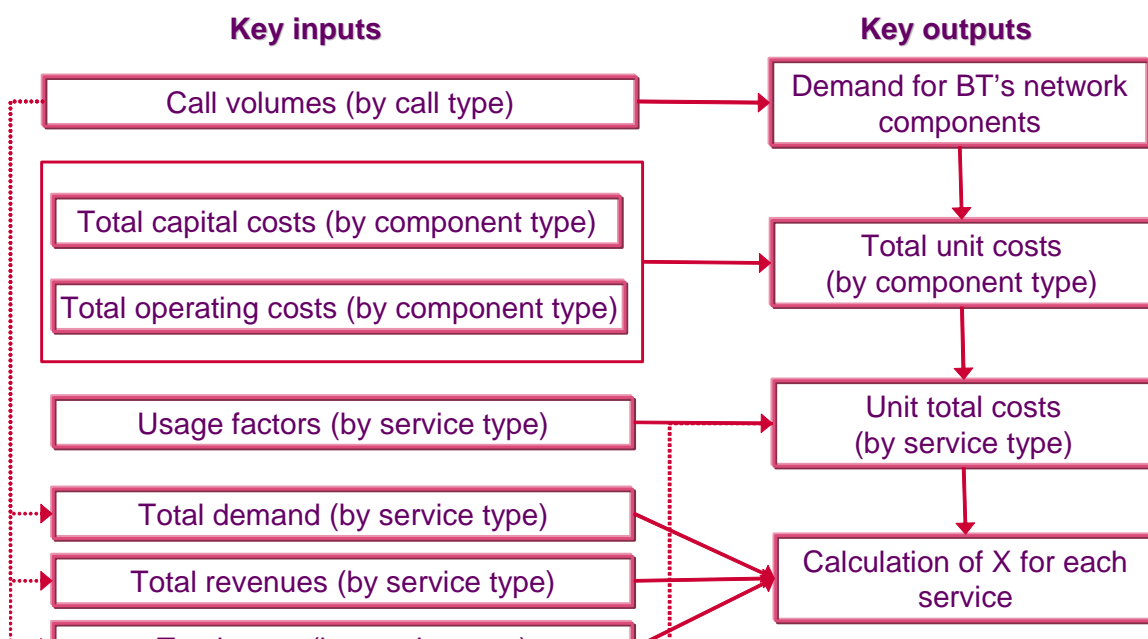 Key inputs
Key outputs
Call volumes (by call type)
Demand for BT's network
components
Total capital costs (by component type)
Total operating costs (by component type)
Total unit costs
(by component type)
Usage factors (by service type)
Unit total costs
(by service type)
Total demand (by service type)
Total revenues (by service type)
Calculation of X for each
service